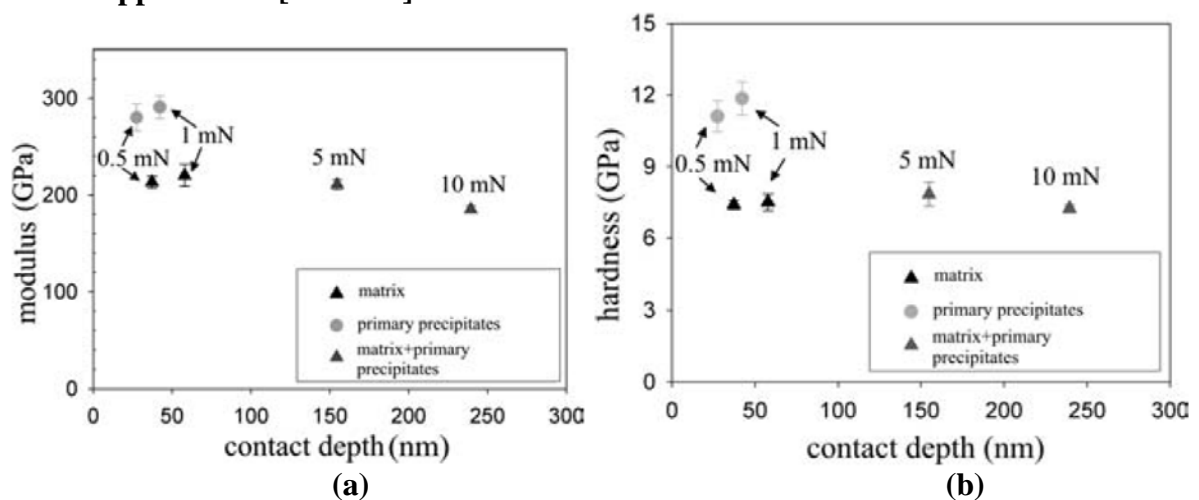 300
200
100
0
modulus (GPa)
0.5 mN
1 mN
5 mN
10 mN
matrix
primary precipitates
matrix+primary
precipitates
0 50 100 150 200 250 300
contact depth (nm)
(a)
15
12
9
6
3
0
hardness (GPa)
0.5 mN
1 mN
5 mN
10 mN
matrix
primary precipitates
matrix+primary
precipitates
0 50 100 150 200 250 300
contact depth (nm)
(b)